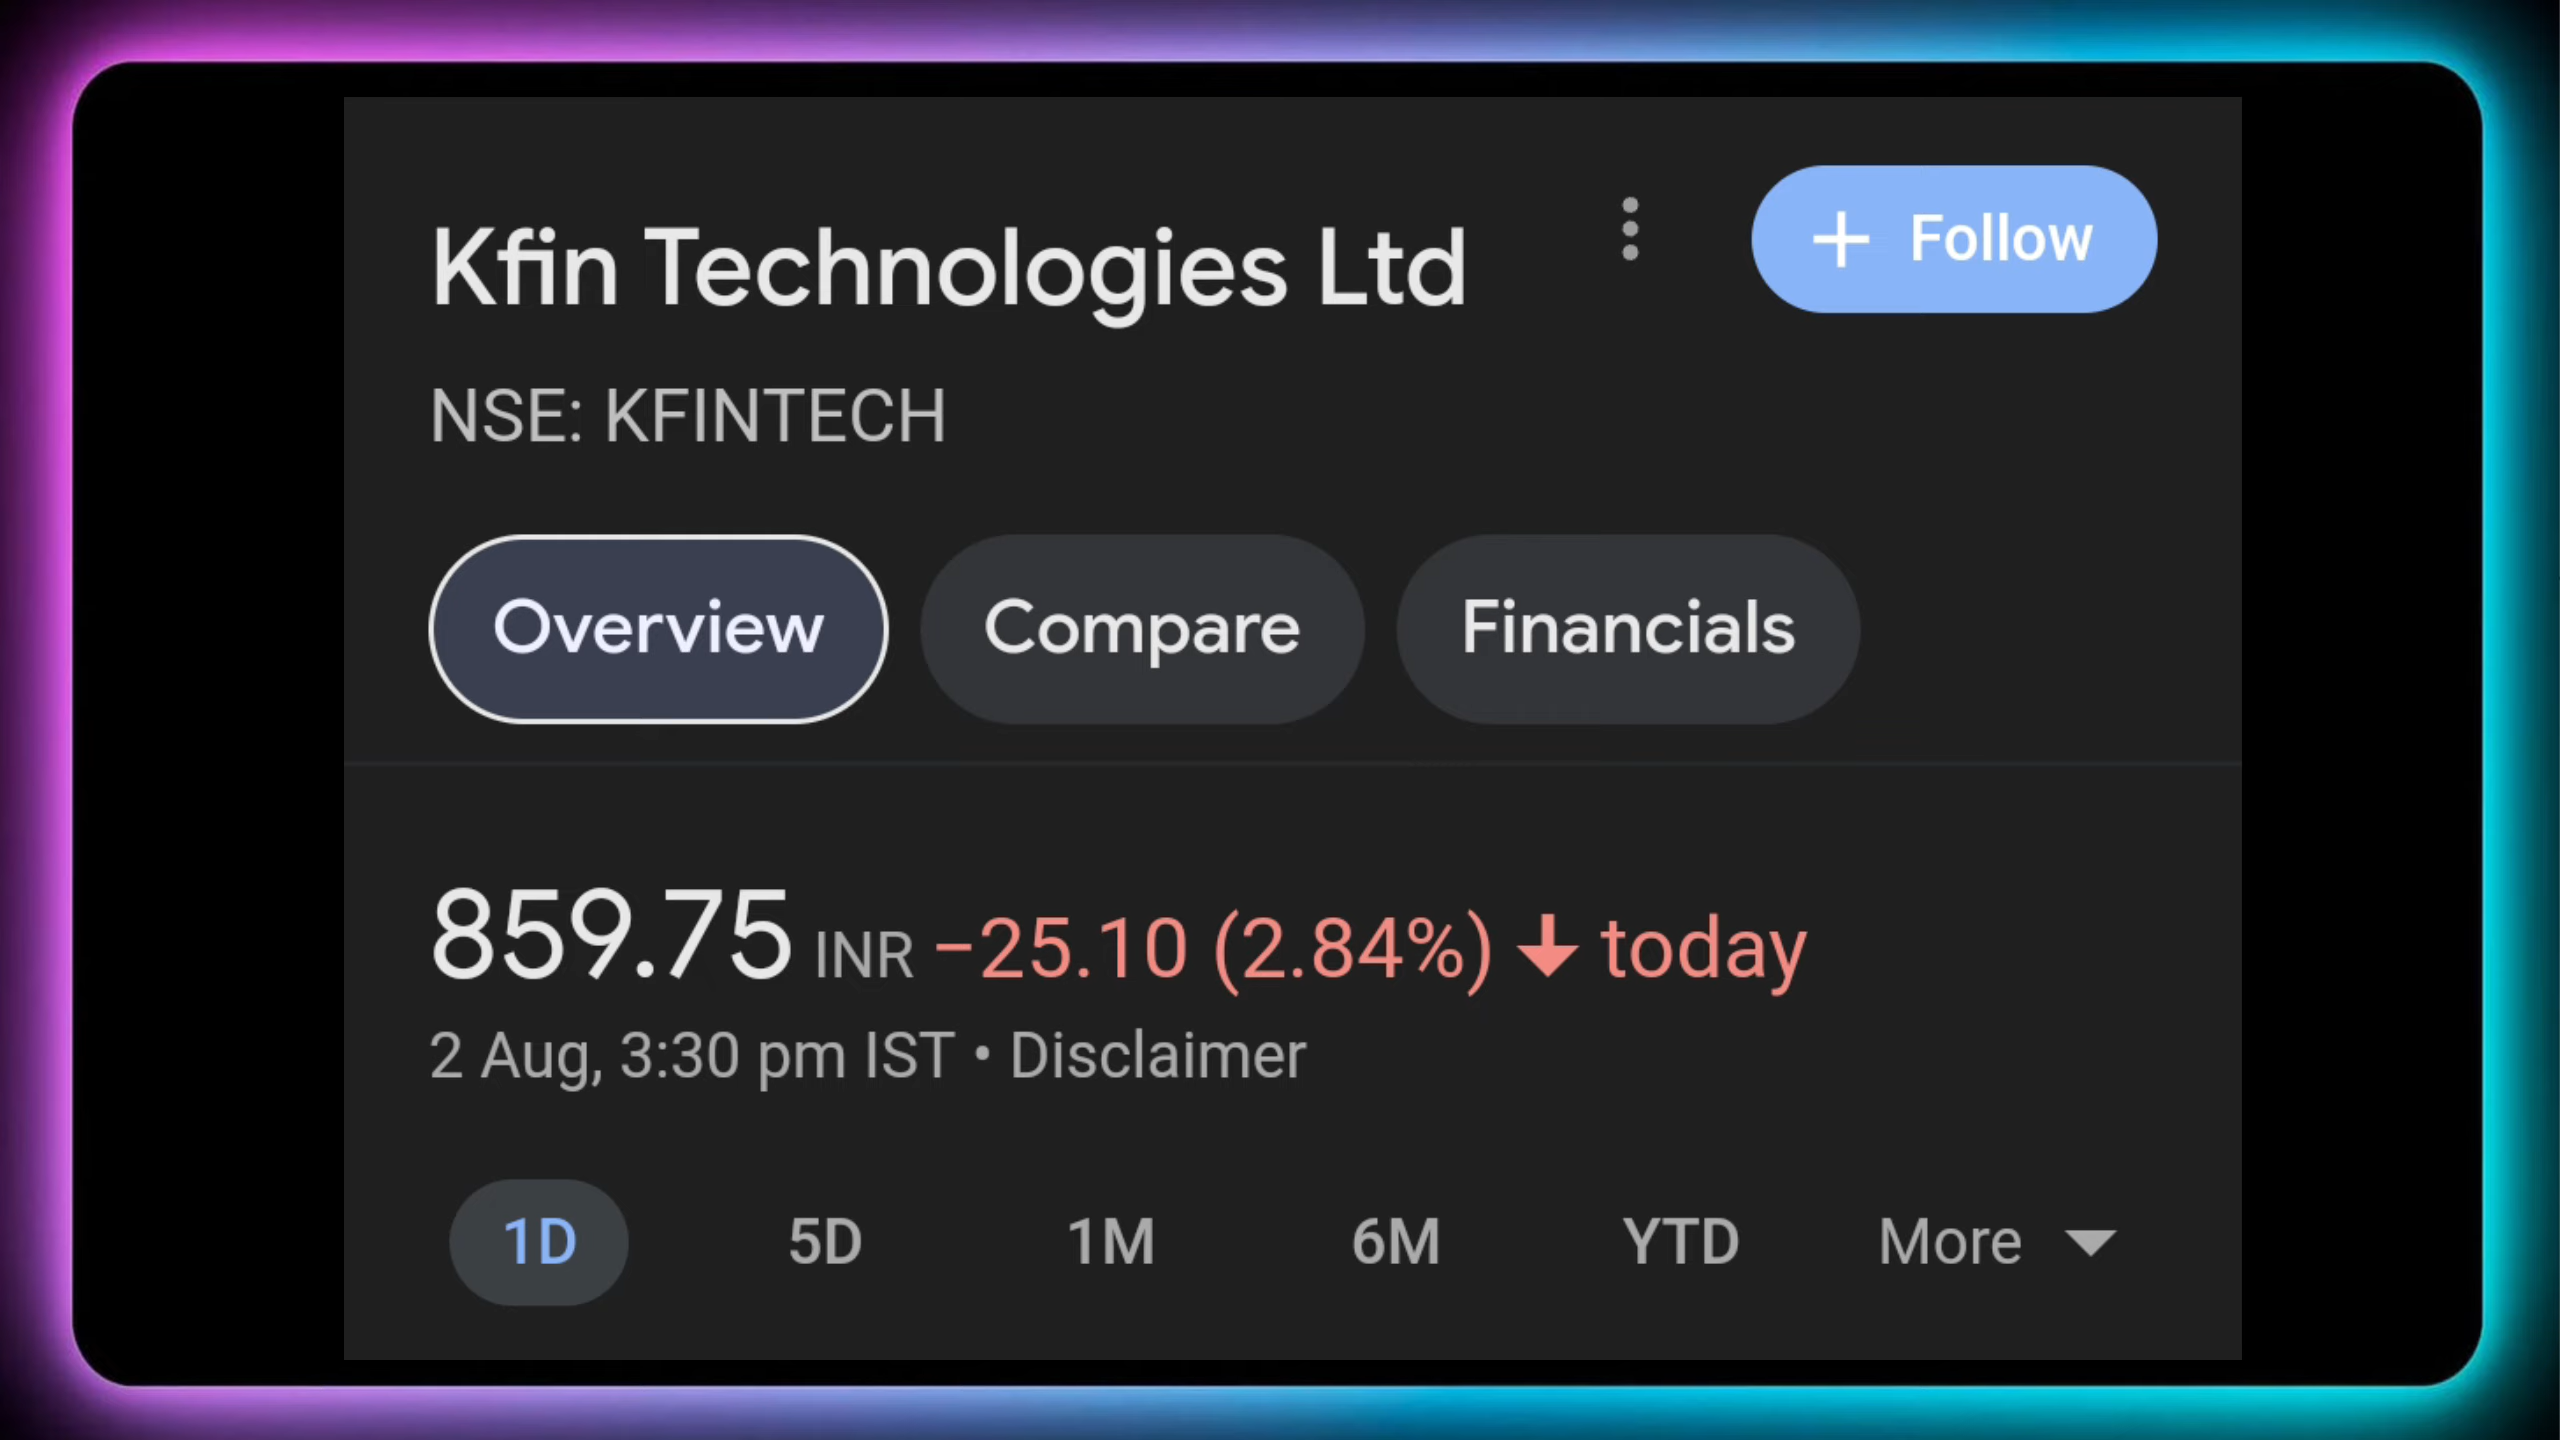 Kfin Technologies Ltd
+ Follow
NSE: KFINTECH
Overview Compare Financials
859.75 INR −25.10 (2.84%) ↓ today
2 Aug, 3:30 pm IST • Disclaimer
1D 5D 1M 6M YTD More